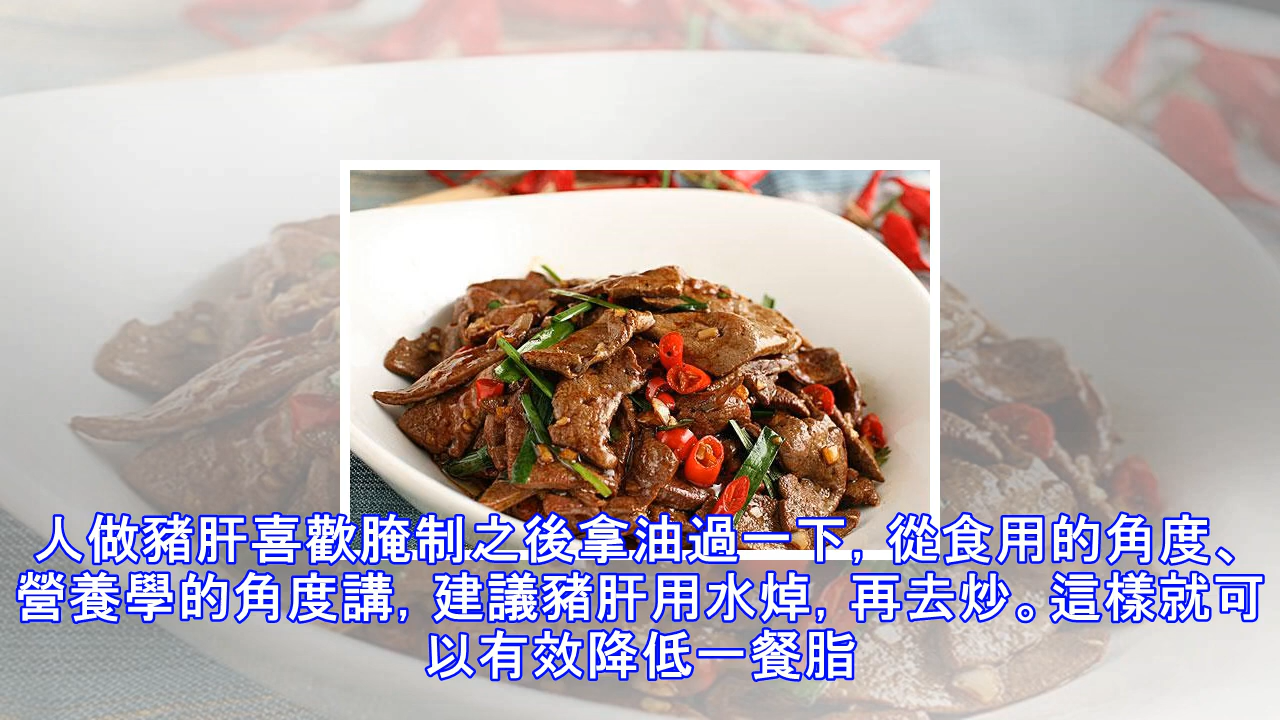 人做豬肝喜歡腌制之後拿油過一下, 從食用的角度、
營養學的角度講, 建議豬肝用水焯, 再去炒。這樣就可
以有效降低一餐脂